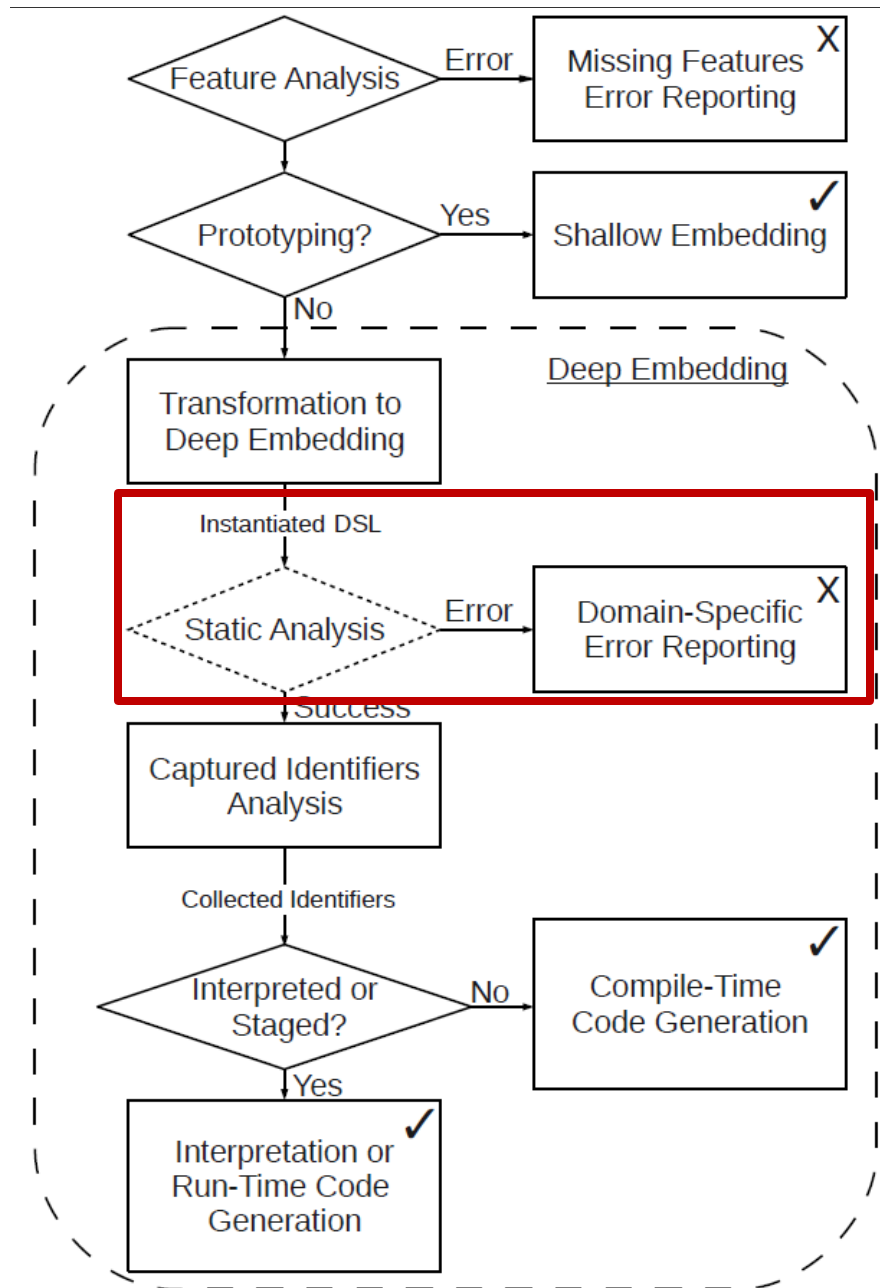 Feature Analysis
Error
Missing Features
Error Reporting
X
Prototyping?
Yes
Shallow Embedding
✓
No
Deep Embedding
Transformation to
Deep Embedding
Instantiated DSL
Static Analysis
Error
Domain-Specific
Error Reporting
X
Success
Captured Identifiers
Analysis
Collected Identifiers
Interpreted or
Staged?
No
Compile-Time
Code Generation
✓
Yes
Interpretation or
Run-Time Code
Generation
✓